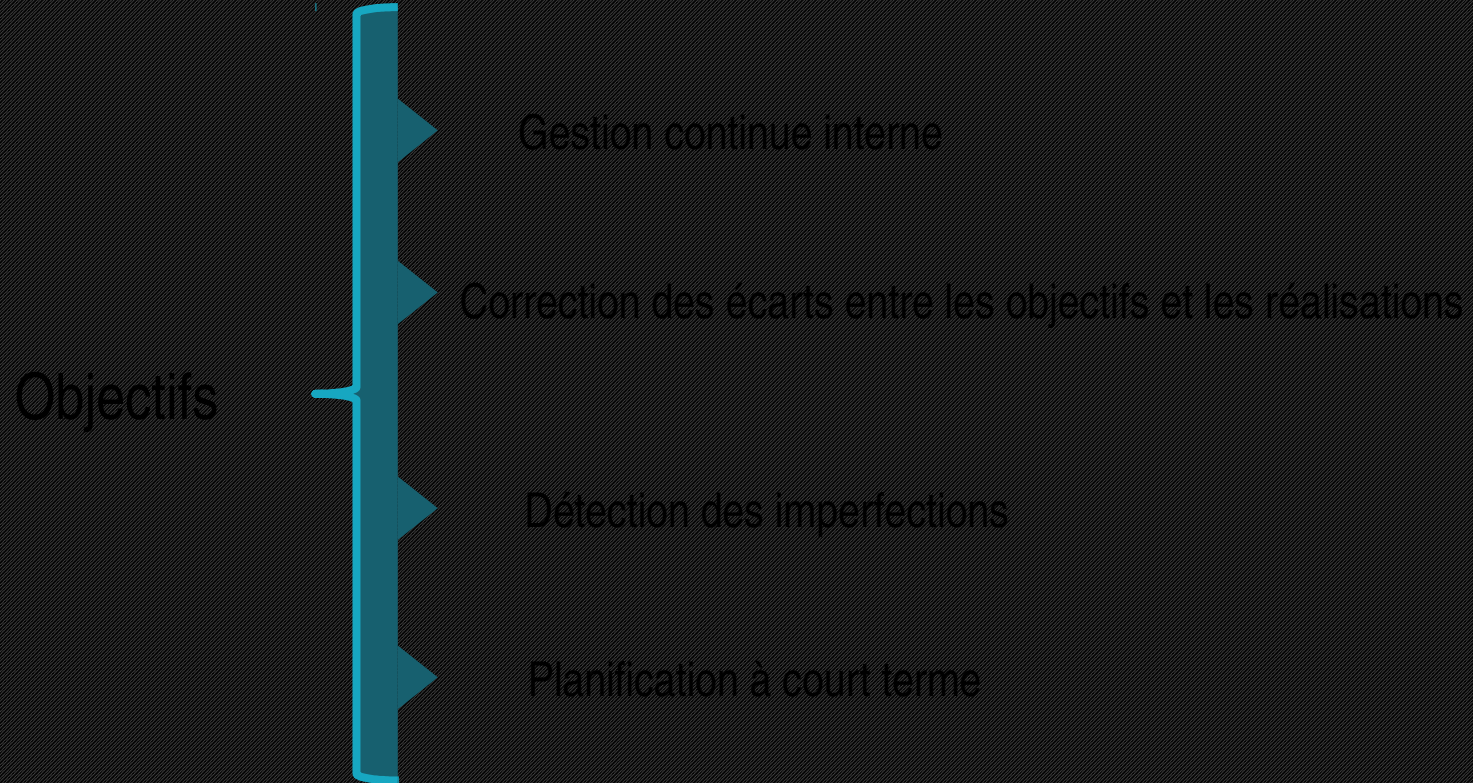 Objectifs
Gestion continue interne
Correction des écarts entre les objectifs et les réalisations
Détection des imperfections
Planification à court terme